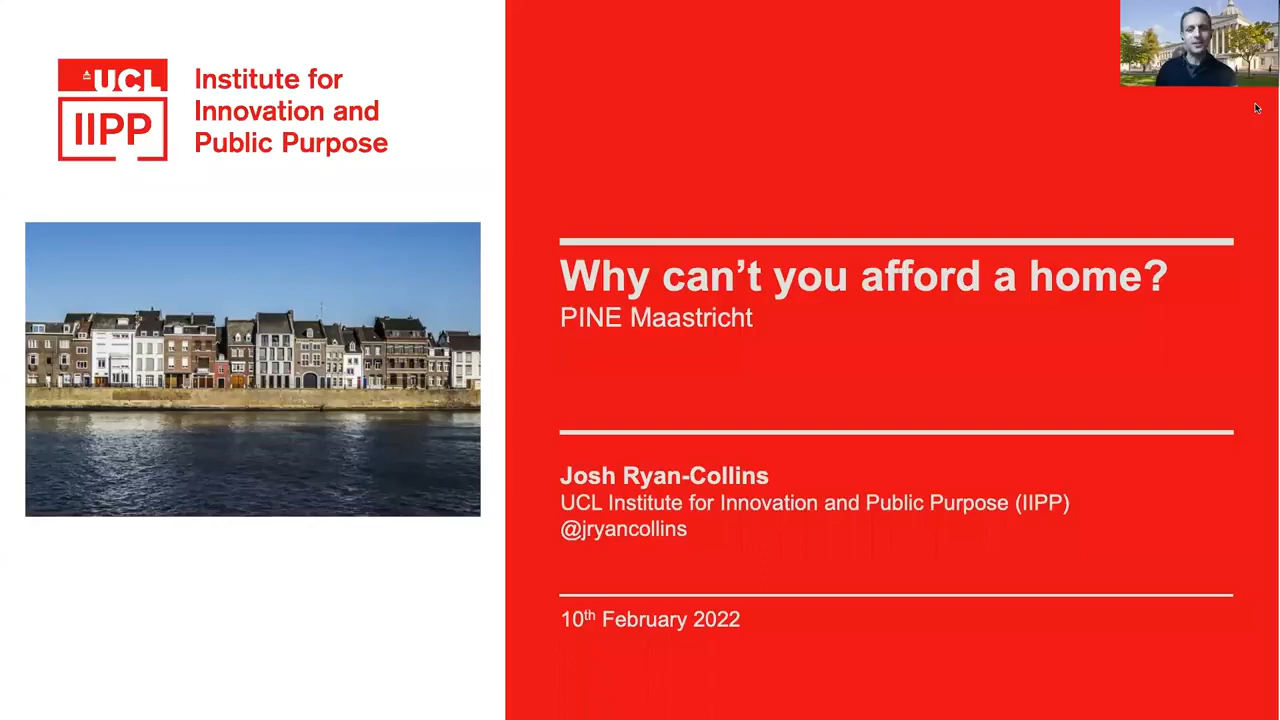 UCL
IIPP
Institute for
Innovation and
Public Purpose
Why can’t you afford a home?
PINE Maastricht
Josh Ryan-Collins
UCL Institute for Innovation and Public Purpose (IIPP)
@jryancollins
10th February 2022